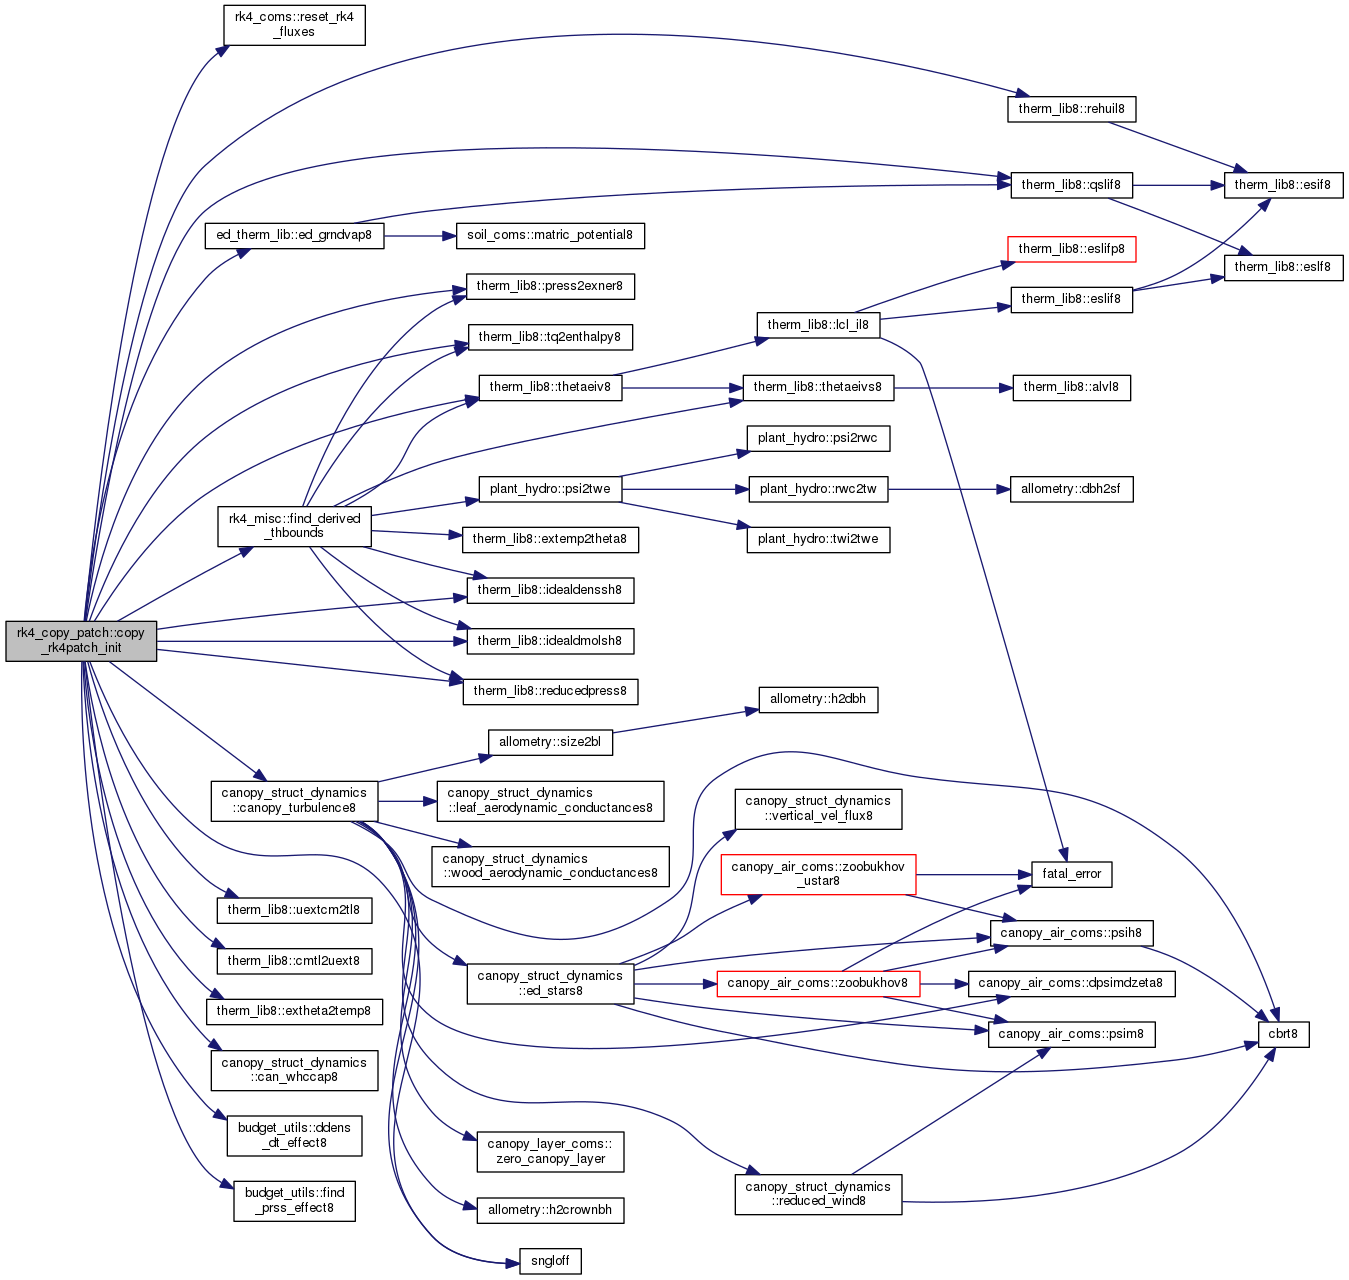 rk4_coms::reset_rk4
_fluxes
therm_lib8::rehuil8
therm_lib8::qslif8
therm_lib8::esif8
ed_therm_lib::ed_grndvap8
soil_coms::matric_potential8
therm_lib8::eslifp8
therm_lib8::eslf8
therm_lib8::press2exner8
therm_lib8::eslif8
therm_lib8::lcl_il8
therm_lib8::tq2enthalpy8
therm_lib8::thetaeiv8
therm_lib8::thetaeivs8
therm_lib8::alvl8
plant_hydro::psi2rwc
plant_hydro::psi2twe
plant_hydro::rwc2tw
allometry::dbh2sf
rk4_misc::find_derived
_thbounds
therm_lib8::extemp2theta8
plant_hydro::twi2twe
therm_lib8::idealdenssh8
rk4_copy_patch::copy
_rk4patch_init
therm_lib8::idealdmolsh8
therm_lib8::reducedpress8
allometry::h2dbh
allometry::size2bl
canopy_struct_dynamics
::canopy_turbulence8
canopy_struct_dynamics
::leaf_aerodynamic_conductances8
canopy_struct_dynamics
::vertical_vel_flux8
canopy_struct_dynamics
::wood_aerodynamic_conductances8
canopy_air_coms::zoobukhov
_ustar8
fatal_error
therm_lib8::uextcm2tl8
canopy_air_coms::psih8
therm_lib8::cmtl2uext8
canopy_struct_dynamics
::ed_stars8
canopy_air_coms::zoobukhov8
canopy_air_coms::dpsimdzeta8
therm_lib8::extheta2temp8
canopy_air_coms::psim8
cbrt8
canopy_struct_dynamics
::can_whccap8
budget_utils::ddens
_dt_effect8
canopy_layer_coms::
zero_canopy_layer
budget_utils::find
_prss_effect8
canopy_struct_dynamics
::reduced_wind8
allometry::h2crownbh
sngloff